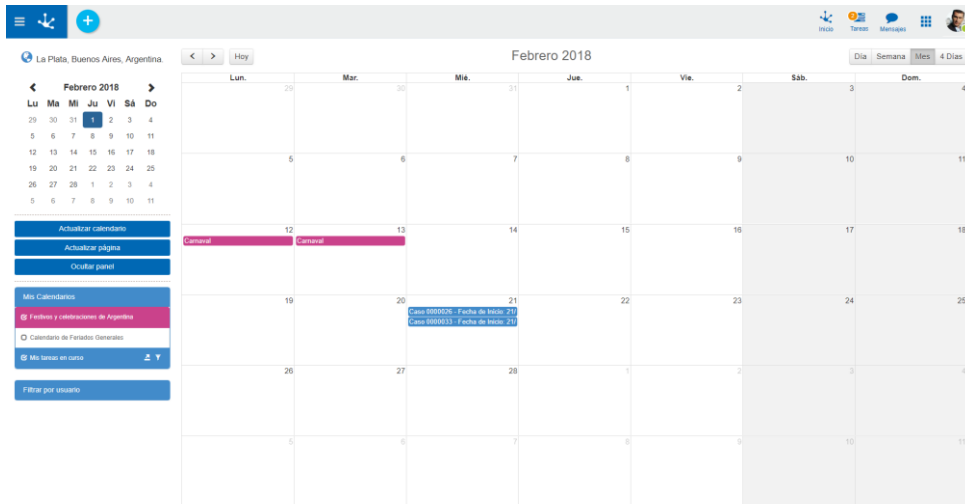 Inicio Tareas Mensajes
La Plata, Buenos Aires, Argentina.
Febrero 2018
Lu Ma Mi Ju Vi Sá Do
29 30 31 1 2 3 4
5 6 7 8 9 10 11
12 13 14 15 16 17 18
19 20 21 22 23 24 25
26 27 28 1 2 3 4
5 6 7 8 9 10 11
Actualizar calendario
Actualizar página
Ocultar panel
Mis Calendarios
Festivos y celebraciones de Argentina
Calendario de Feriados Generales
Mis tareas en curso
Filtrar por usuario
Hoy
Febrero 2018
Día Semana Mes 4 Días
Lun. Mar. Mié. Jue. Vie. Sáb. Dom.
29 30 31 1 2 3 4
5 6 7 8 9 10 11
12 13 14 15 16 17 18
Carnaval Carnaval
19 20 21 22 23 24 25
Caso 0000026 - Fecha de Inicio: 21/
Caso 0000033 - Fecha de Inicio: 21/
26 27 28 1 2 3 4
5 6 7 8 9 10 11